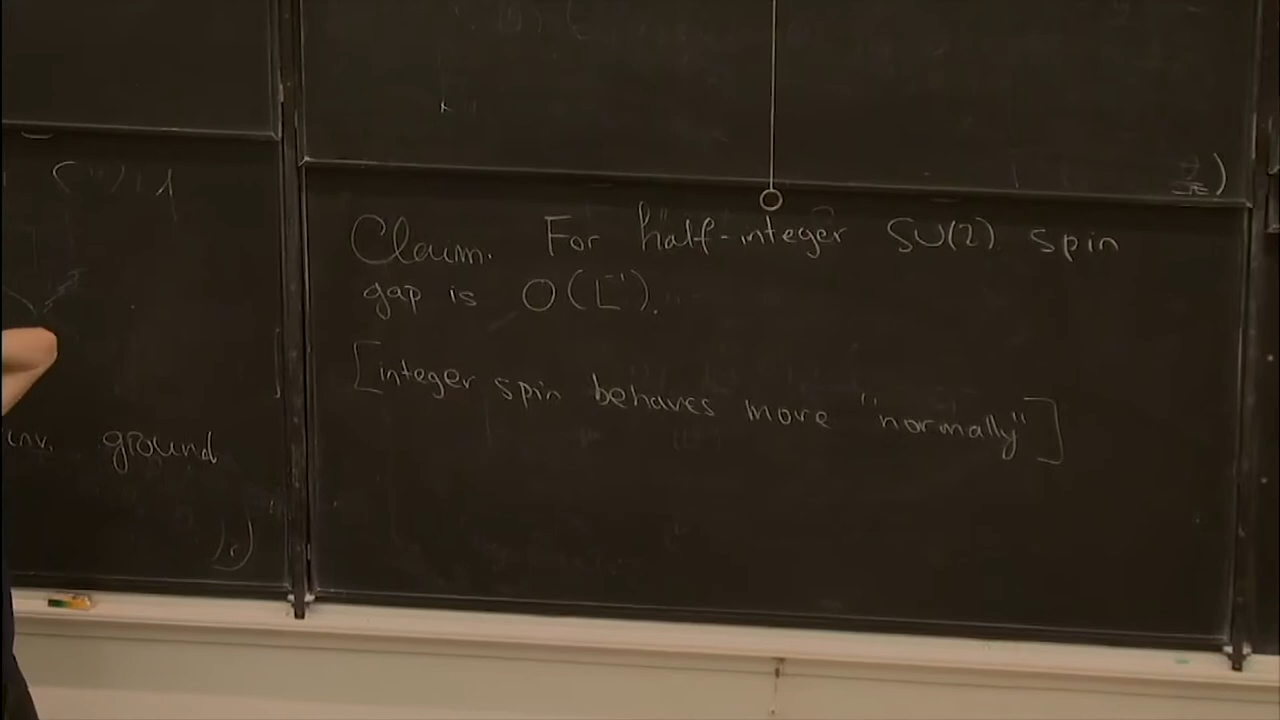 inv. ground
Claim. For half-integer SU(2) spin
gap is O(L⁻¹).
[integer spin behaves more "normally"]